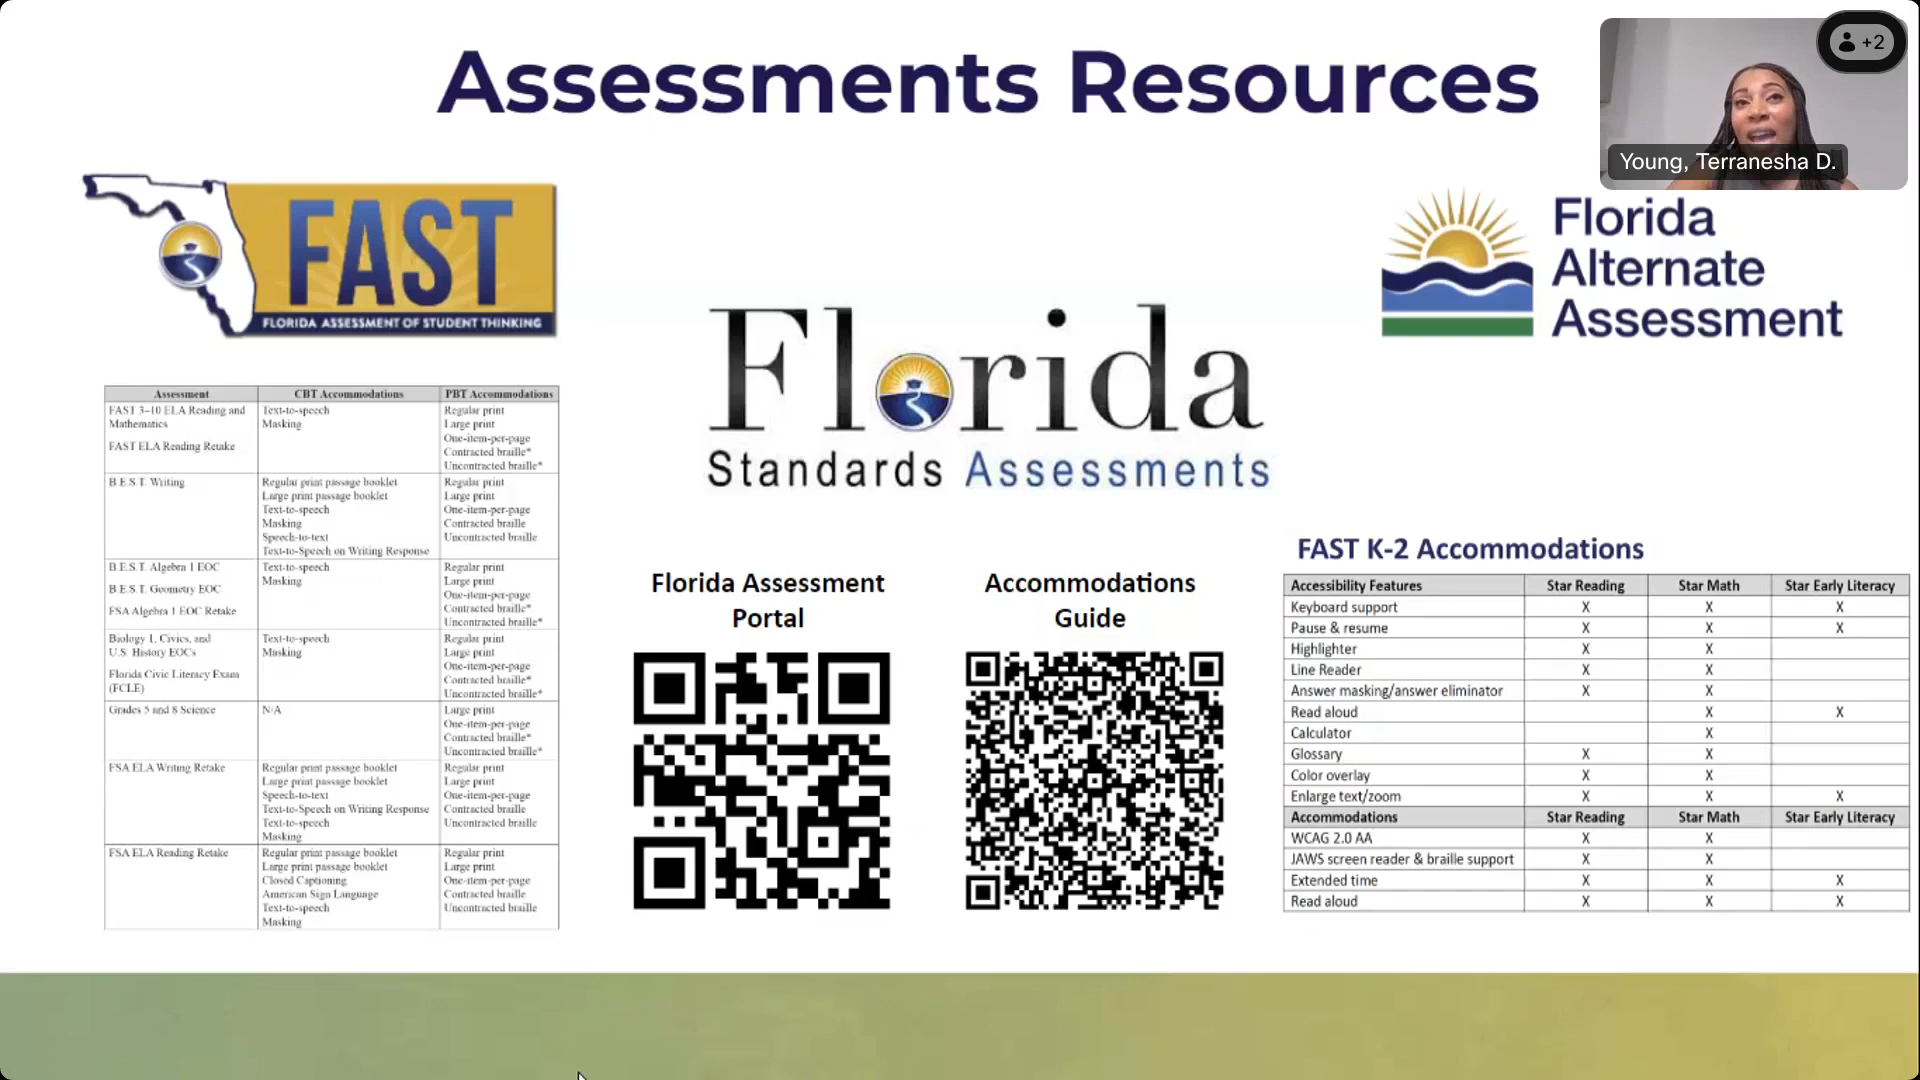 Assessments Resources
+2
Young, Terranesha D.
FAST
FLORIDA ASSESSMENT OF STUDENT THINKING
Florida
Alternate
Assessment
Florida
Standards Assessments
Assessment CBT Accommodations PBT Accommodations
FAST 3–10 ELA Reading and Text-to-speech Regular print
Mathematics Masking Large print
One-item-per-page
FAST ELA Reading Retake Contracted braille*
Uncontracted braille*
B.E.S.T. Writing Regular print passage booklet Regular print
Large print passage booklet Large print
Text-to-speech One-item-per-page
Masking Contracted braille
Speech-to-text Uncontracted braille
Text-to-Speech on Writing Response
B.E.S.T. Algebra 1 EOC Text-to-speech Regular print
Masking Large print
B.E.S.T. Geometry EOC One-item-per-page
Contracted braille*
FSA Algebra 1 EOC Retake Uncontracted braille*
Biology 1, Civics, and Text-to-speech Regular print
U.S. History EOCs Masking Large print
One-item-per-page
Florida Civic Literacy Exam Contracted braille*
(FCLE) Uncontracted braille*
Grades 5 and 8 Science N/A Large print
One-item-per-page
Contracted braille*
Uncontracted braille*
FSA ELA Writing Retake Regular print passage booklet Regular print
Large print passage booklet Large print
Speech-to-text One-item-per-page
Text-to-Speech on Writing Response Contracted braille
Text-to-speech Uncontracted braille
Masking
FSA ELA Reading Retake Regular print passage booklet Regular print
Large print passage booklet Large print
Closed Captioning One-item-per-page
American Sign Language Contracted braille
Text-to-speech Uncontracted braille
Masking
Florida Assessment
Portal
Accommodations
Guide
FAST K-2 Accommodations
Accessibility Features Star Reading Star Math Star Early Literacy
Keyboard support X X X
Pause & resume X X X
Highlighter X X
Line Reader X X
Answer masking/answer eliminator X X
Read aloud X X
Calculator X
Glossary X X
Color overlay X X
Enlarge text/zoom X X X
Accommodations Star Reading Star Math Star Early Literacy
WCAG 2.0 AA X X
JAWS screen reader & braille support X X
Extended time X X X
Read aloud X X X